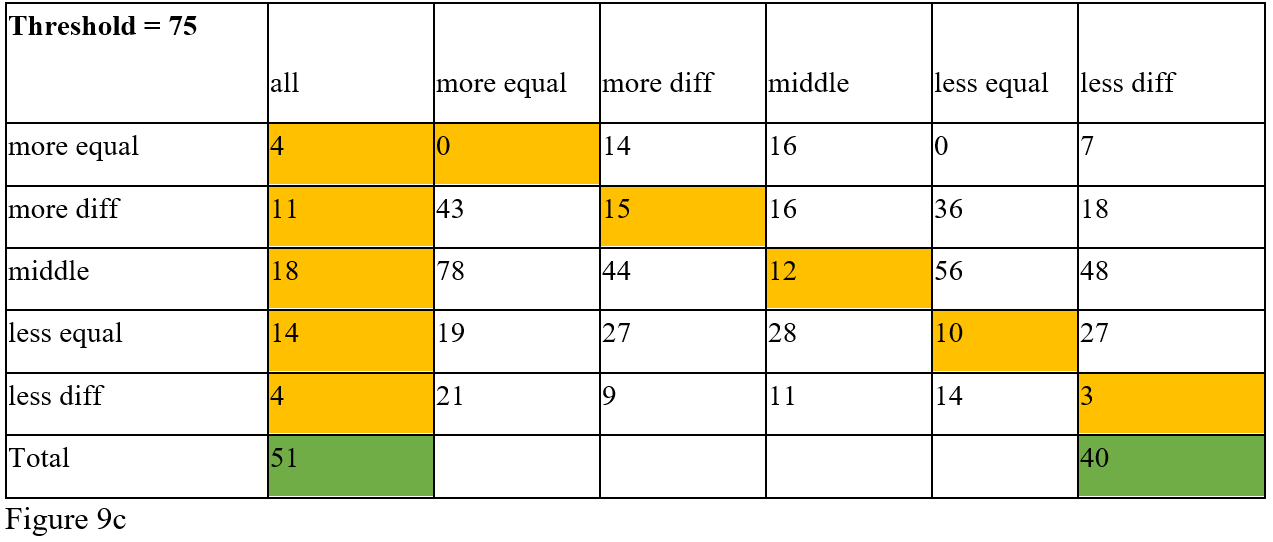 Threshold = 75
all more equal more diff middle less equal less diff
more equal 4 0 14 16 0 7
more diff 11 43 15 16 36 18
middle 18 78 44 12 56 48
less equal 14 19 27 28 10 27
less diff 4 21 9 11 14 3
Total 51 40
Figure 9c